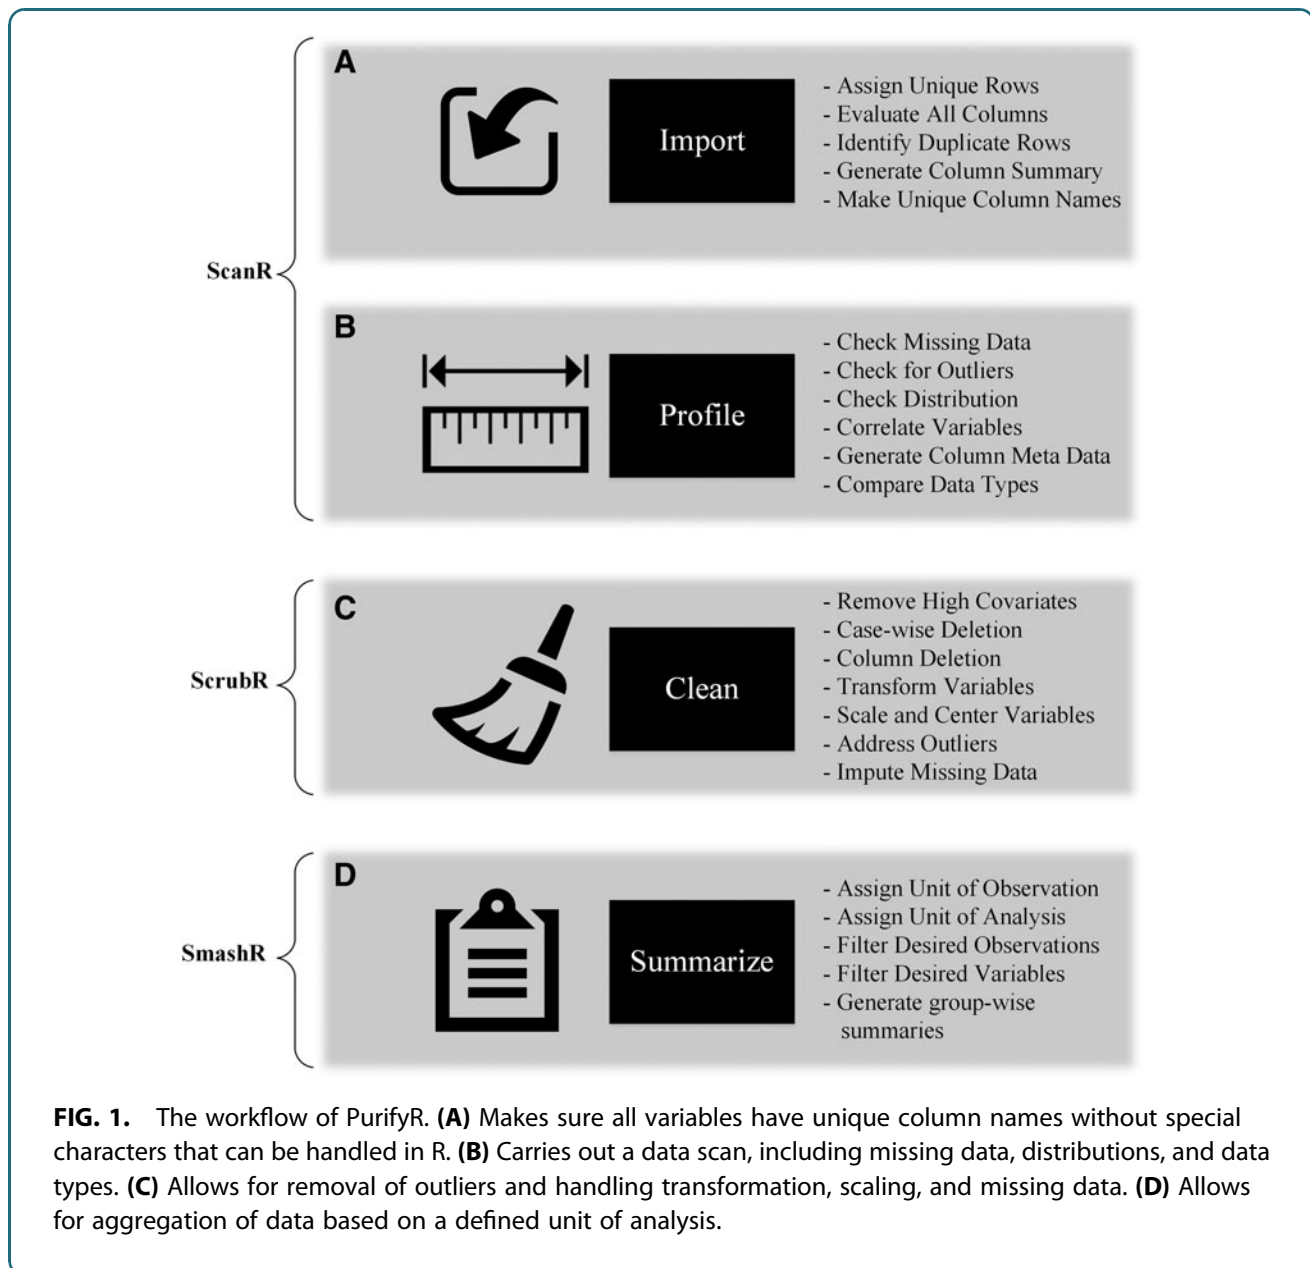 A
Import
- Assign Unique Rows
- Evaluate All Columns
- Identify Duplicate Rows
- Generate Column Summary
- Make Unique Column Names
ScanR
B
Profile
- Check Missing Data
- Check for Outliers
- Check Distribution
- Correlate Variables
- Generate Column Meta Data
- Compare Data Types
ScrubR
C
Clean
- Remove High Covariates
- Case-wise Deletion
- Column Deletion
- Transform Variables
- Scale and Center Variables
- Address Outliers
- Impute Missing Data
SmashR
D
Summarize
- Assign Unit of Observation
- Assign Unit of Analysis
- Filter Desired Observations
- Filter Desired Variables
- Generate group-wise
summaries
FIG. 1. The workflow of PurifyR. (A) Makes sure all variables have unique column names without special
characters that can be handled in R. (B) Carries out a data scan, including missing data, distributions, and data
types. (C) Allows for removal of outliers and handling transformation, scaling, and missing data. (D) Allows
for aggregation of data based on a defined unit of analysis.